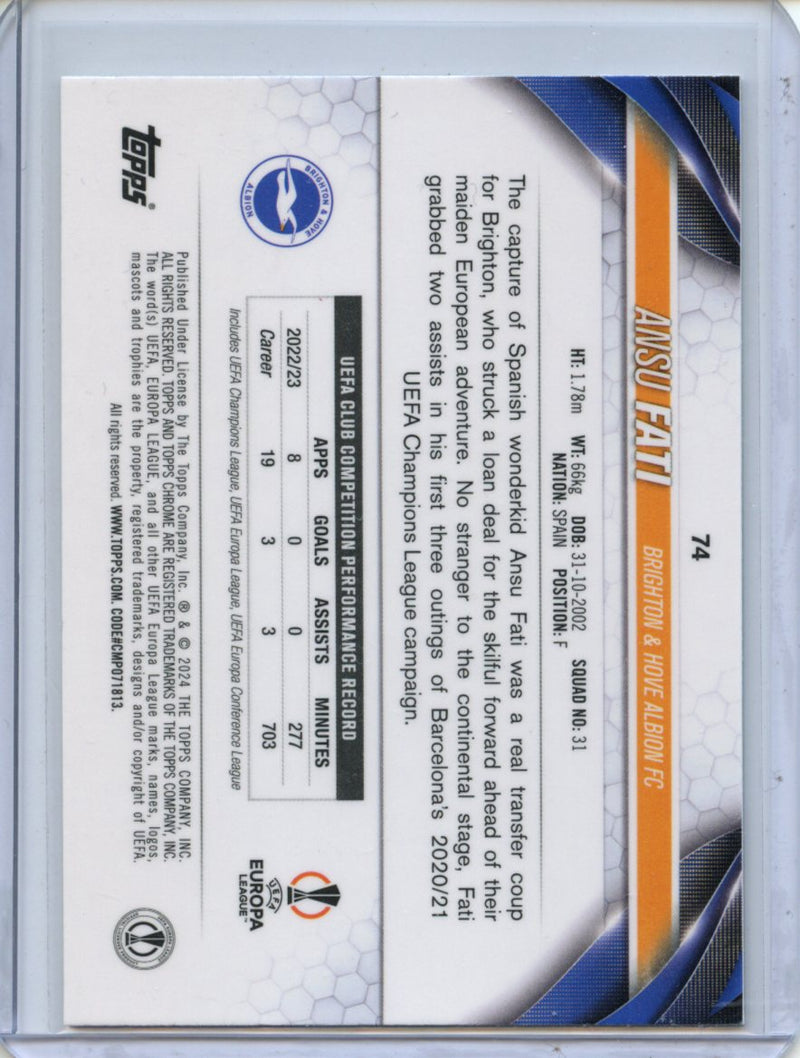 74
ANSU FATI BRIGHTON & HOVE ALBION FC
HT: 1.78m WT: 66kg DOB: 31-10-2002 SQUAD NO: 31
NATION: SPAIN POSITION: F
The capture of Spanish wonderkid Ansu Fati was a real transfer coup
for Brighton, who struck a loan deal for the skilful forward ahead of their
maiden European adventure. No stranger to the continental stage, Fati
grabbed two assists in his first three outings of Barcelona's 2020/21
UEFA Champions League campaign.
BRIGHTON & HOVE
ALBION
UEFA CLUB COMPETITION PERFORMANCE RECORD
APPS GOALS ASSISTS MINUTES
2022/23 8 0 0 277
Career 19 3 3 703
Includes UEFA Champions League, UEFA Europa League, UEFA Europa Conference League
UEFA
EUROPA
LEAGUE™
TOPPS®
Published Under License by The Topps Company, Inc. ® & © 2024 THE TOPPS COMPANY, INC.
ALL RIGHTS RESERVED. TOPPS AND TOPPS CHROME ARE REGISTERED TRADEMARKS OF THE TOPPS COMPANY, INC.
The word(s) UEFA, EUROPA LEAGUE, and all other UEFA Europa League marks, names, logos,
mascots and trophies are the property, registered trademarks, designs and/or copyright of UEFA.
All rights reserved. WWW.TOPPS.COM. CODE#CMP071813.